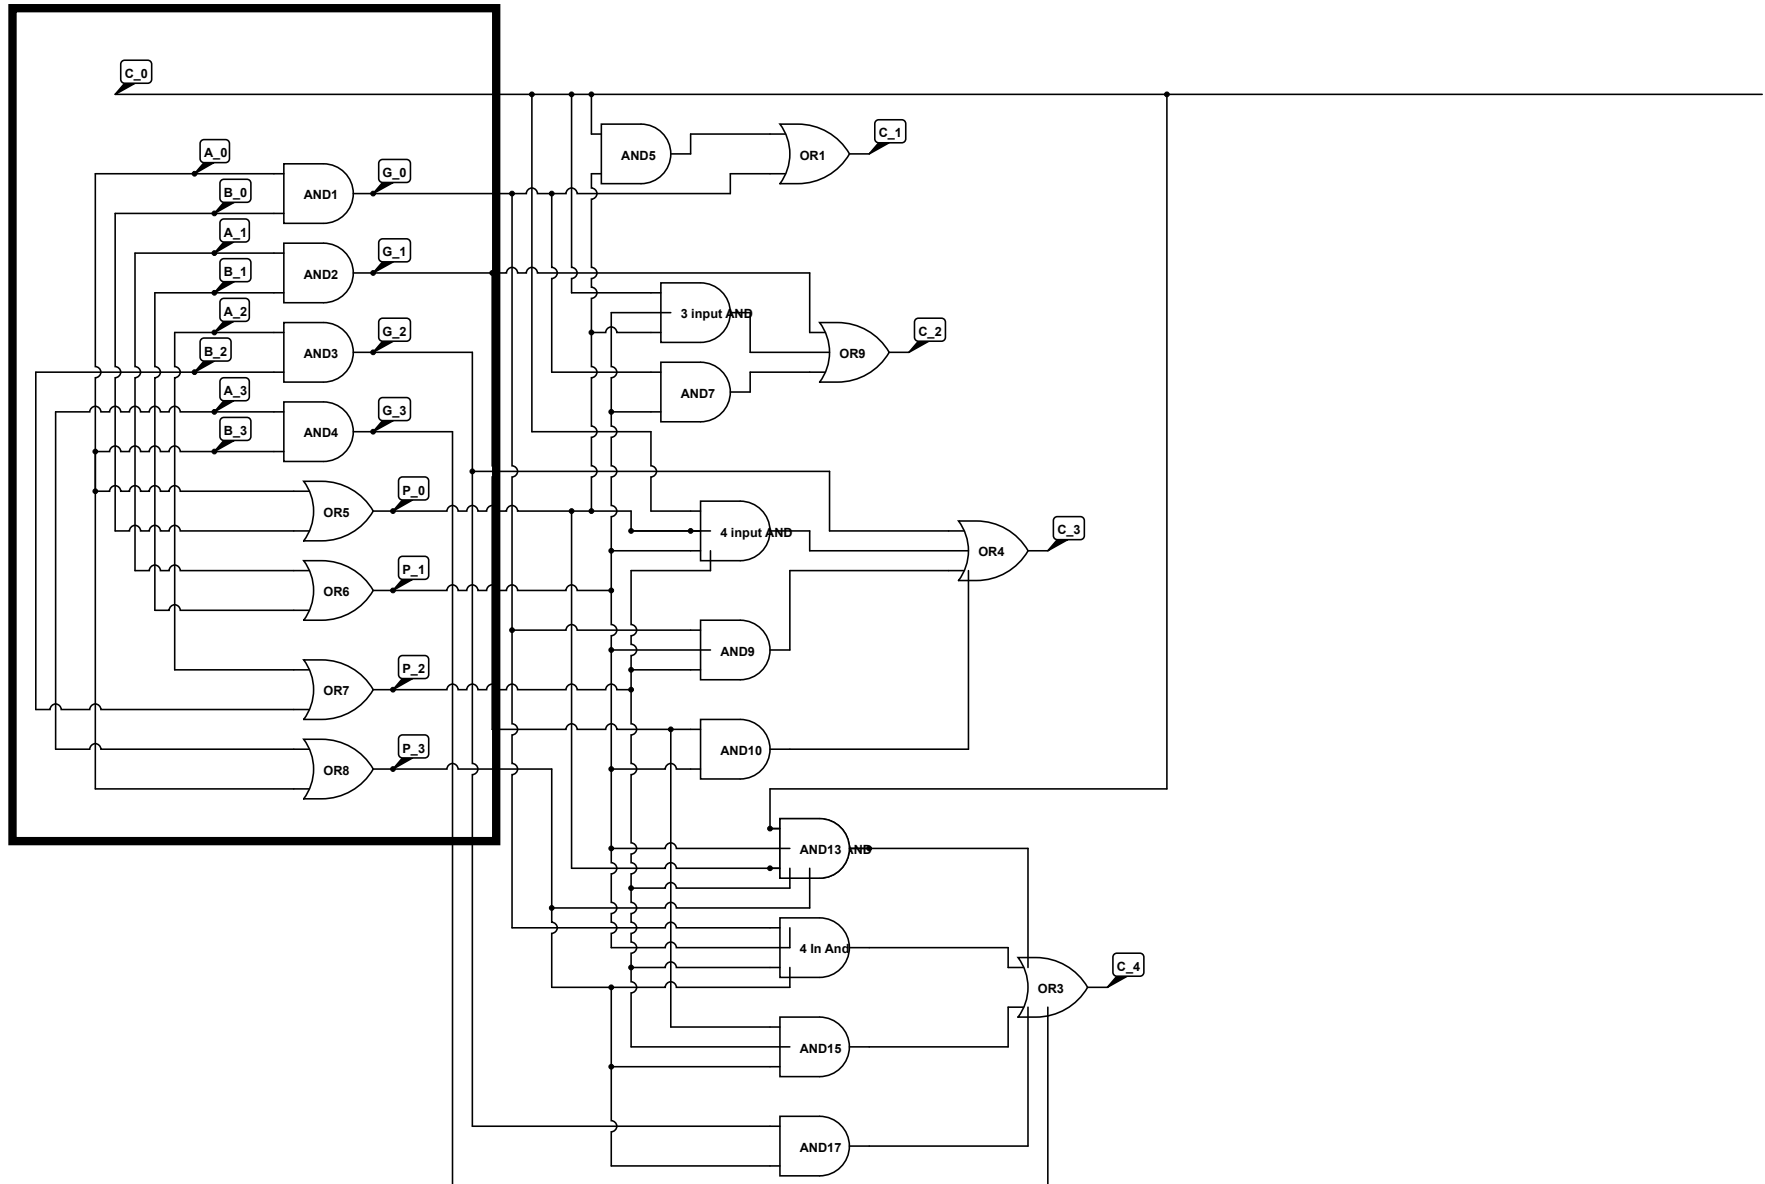 C_0
A_0
B_0
A_1
B_1
A_2
B_2
A_3
B_3
AND1
AND2
AND3
AND4
OR5
OR6
OR7
OR8
G_0
G_1
G_2
G_3
P_0
P_1
P_2
P_3
AND5
OR1
C_1
3 input AND
AND7
OR9
C_2
4 input AND
AND9
AND10
OR4
C_3
AND13
4 In And
AND15
AND17
OR3
C_4